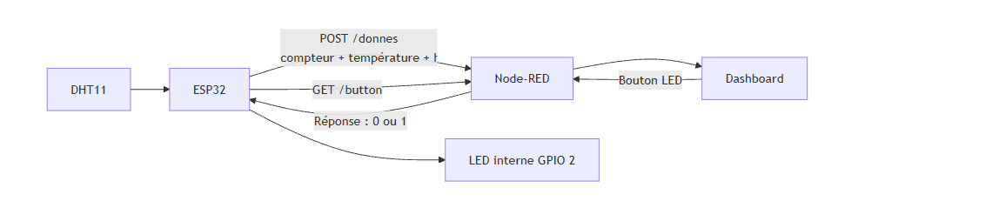 POST /donnes
compteur + température + h
DHT11
ESP32
GET /button
Réponse : 0 ou 1
Node-RED
Bouton LED
Dashboard
LED interne GPIO 2